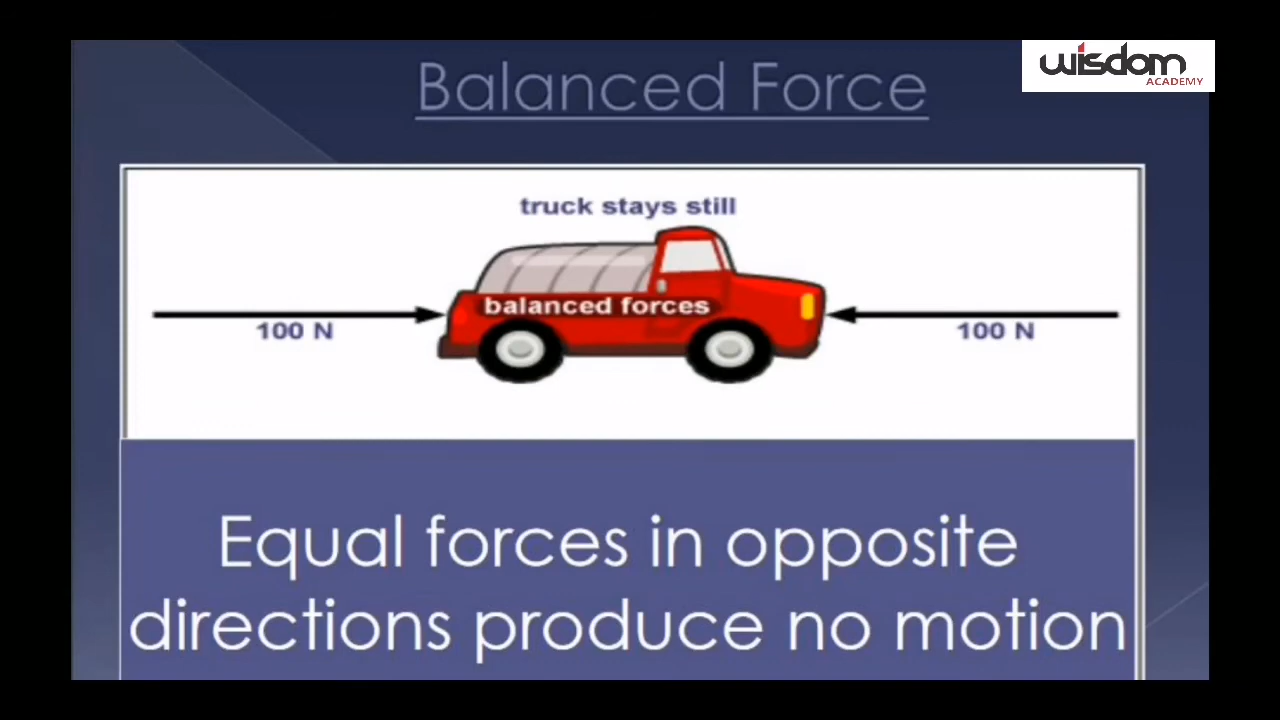 wisdom
ACADEMY
Balanced Force
truck stays still
balanced forces
100 N
100 N
Equal forces in opposite
directions produce no motion